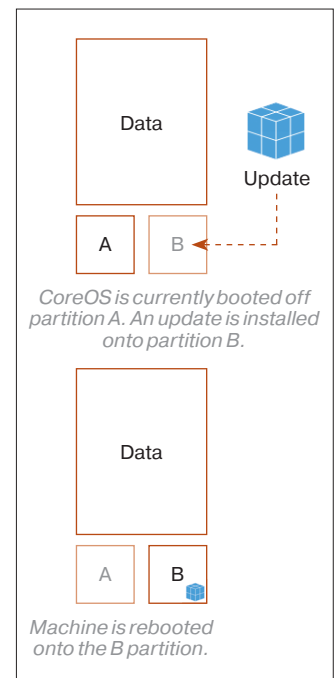 Data
Update
A
B
CoreOS is currently booted off
partition A. An update is installed
onto partition B.
Data
A
B
Machine is rebooted
onto the B partition.